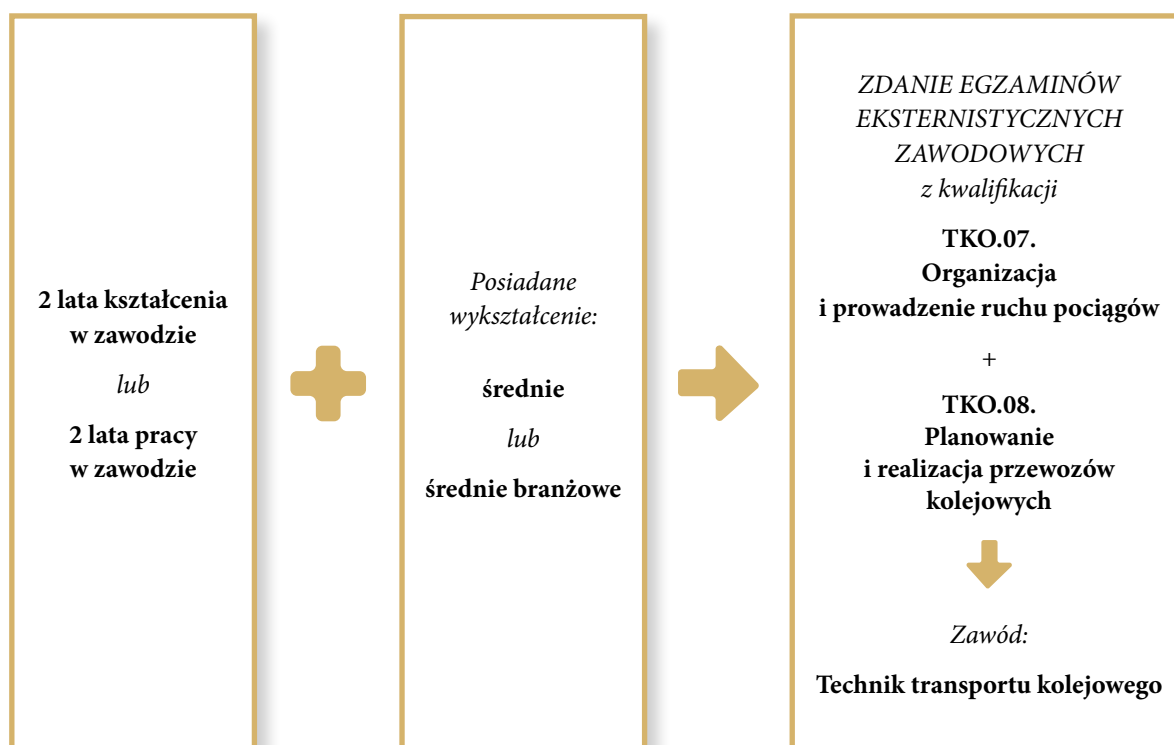 2 lata kształcenia
w zawodzie
lub
2 lata pracy
w zawodzie
Posiadane
wykształcenie:
średnie
lub
średnie branżowe
ZDANIE EGZAMINÓW
EKSTERNISTYCZNYCH
ZAWODOWYCH
z kwalifikacji
TKO.07.
Organizacja
i prowadzenie ruchu pociągów
+
TKO.08.
Planowanie
i realizacja przewozów
kolejowych
Zawód:
Technik transportu kolejowego